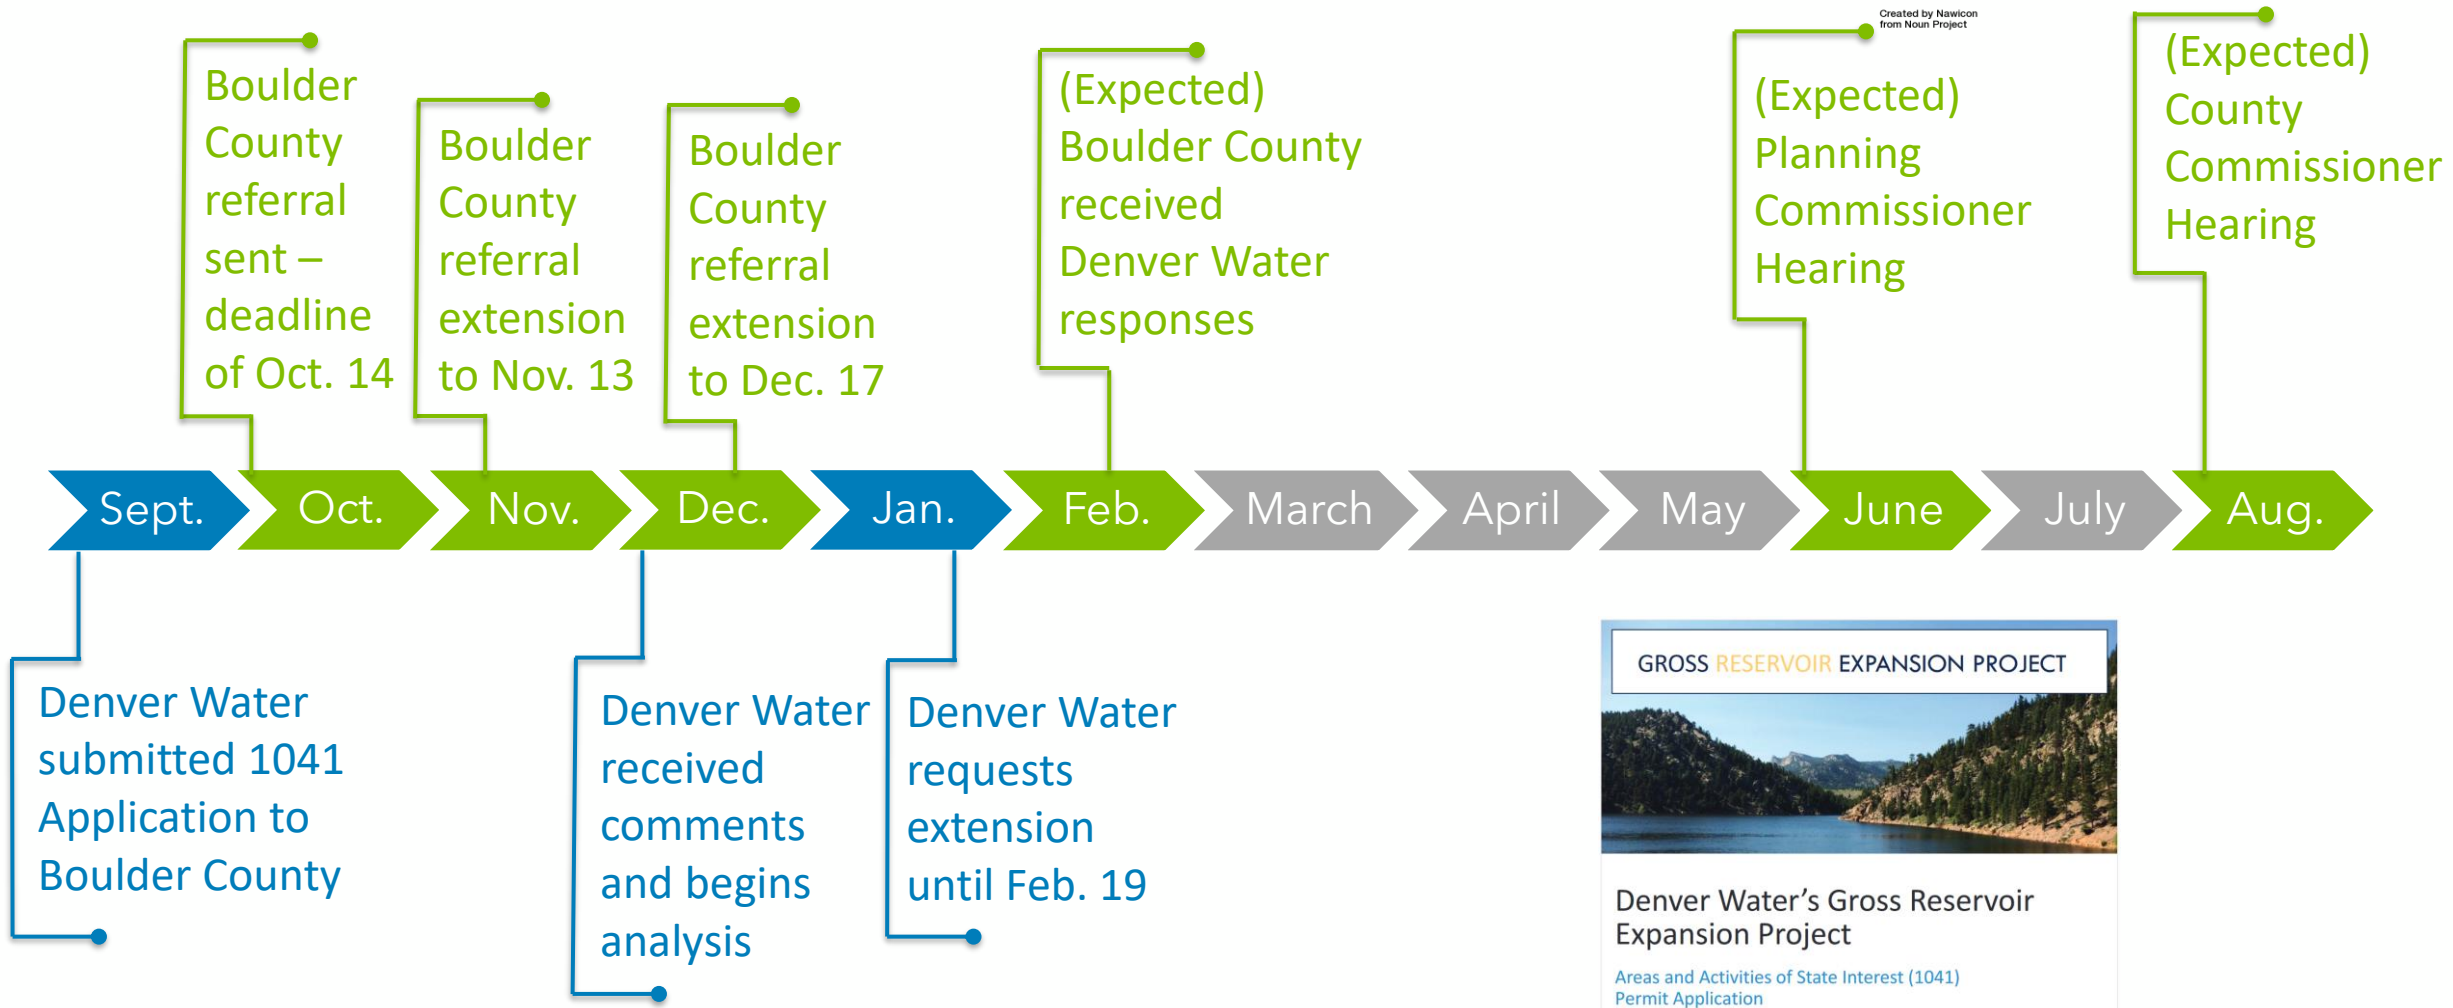 Created by Nawicon
from Noun Project
Boulder
County
referral
sent –
deadline
of Oct. 14
Boulder
County
referral
extension
to Nov. 13
Boulder
County
referral
extension
to Dec. 17
(Expected)
Boulder County
received
Denver Water
responses
(Expected)
Planning
Commissioner
Hearing
(Expected)
County
Commissioner
Hearing
Sept.
Oct.
Nov.
Dec.
Jan.
Feb.
March
April
May
June
July
Aug.
Denver Water
submitted 1041
Application to
Boulder County
Denver Water
received
comments
and begins
analysis
Denver Water
requests
extension
until Feb. 19
GROSS RESERVOIR EXPANSION PROJECT
Denver Water’s Gross Reservoir
Expansion Project
Areas and Activities of State Interest (1041)
Permit Application